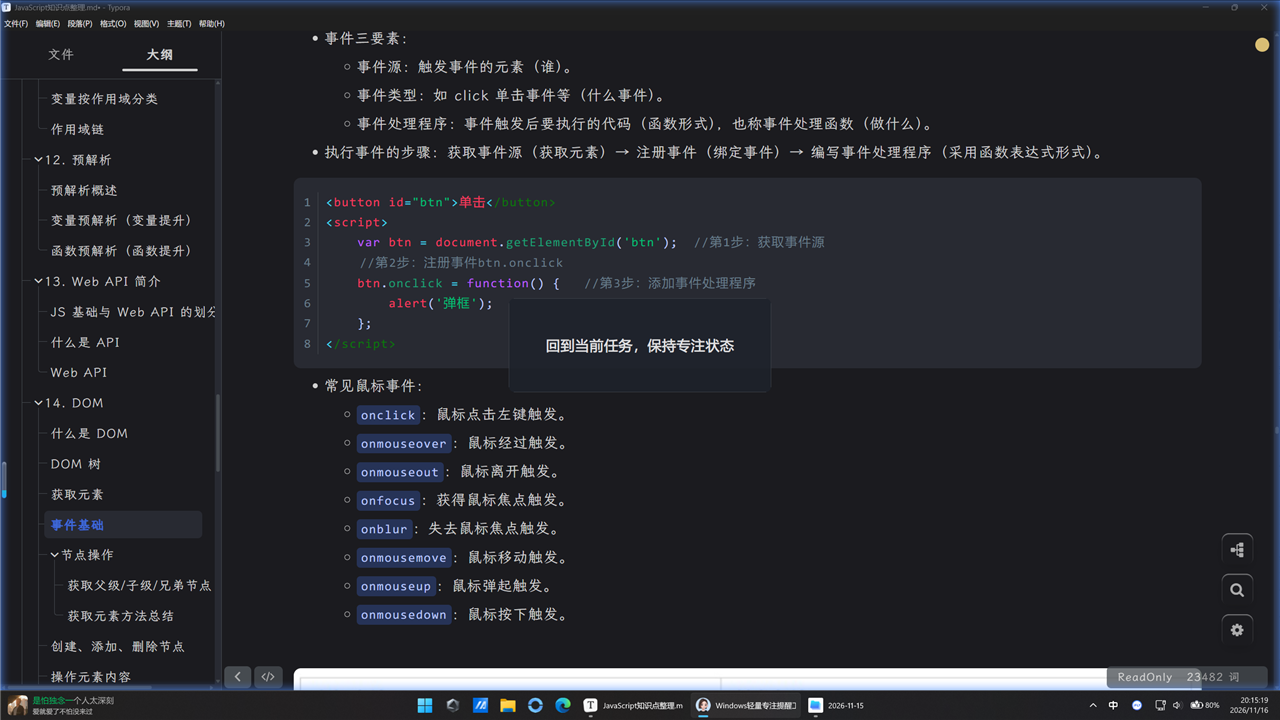 JavaScript知识点整理.md• - Typora
文件(F) 编辑(E) 段落(P) 格式(O) 视图(V) 主题(T) 帮助(H)
文件 大纲
变量按作用域分类
作用域链
12. 预解析
预解析概述
变量预解析（变量提升）
函数预解析（函数提升）
13. Web API 简介
JS 基础与 Web API 的划分
什么是 API
Web API
14. DOM
什么是 DOM
DOM 树
获取元素
事件基础
节点操作
获取父级/子级/兄弟节点
获取元素方法总结
创建、添加、删除节点
操作元素内容
• 事件三要素：
○ 事件源：触发事件的元素（谁）。
○ 事件类型：如 click 单击事件等（什么事件）。
○ 事件处理程序：事件触发后要执行的代码（函数形式），也称事件处理函数（做什么）。
• 执行事件的步骤：获取事件源（获取元素）→ 注册事件（绑定事件）→ 编写事件处理程序（采用函数表达式形式）。
1 <button id="btn">单击</button>
2 <script>
3 var btn = document.getElementById('btn'); //第1步：获取事件源
4 //第2步：注册事件btn.onclick
5 btn.onclick = function() { //第3步：添加事件处理程序
6 alert('弹框');
7 };
8 </script>
回到当前任务，保持专注状态
• 常见鼠标事件：
○ onclick：鼠标点击左键触发。
○ onmouseover：鼠标经过触发。
○ onmouseout：鼠标离开触发。
○ onfocus：获得鼠标焦点触发。
○ onblur：失去鼠标焦点触发。
○ onmousemove：鼠标移动触发。
○ onmouseup：鼠标弹起触发。
○ onmousedown：鼠标按下触发。
ReadOnly 23482 词
是怕独念一个人太深刻
爱就爱了不怕没来过
JavaScript知识点整理.m
Windows轻量专注提醒工
2026-11-15
中
80%
20:15:19
2026/11/16